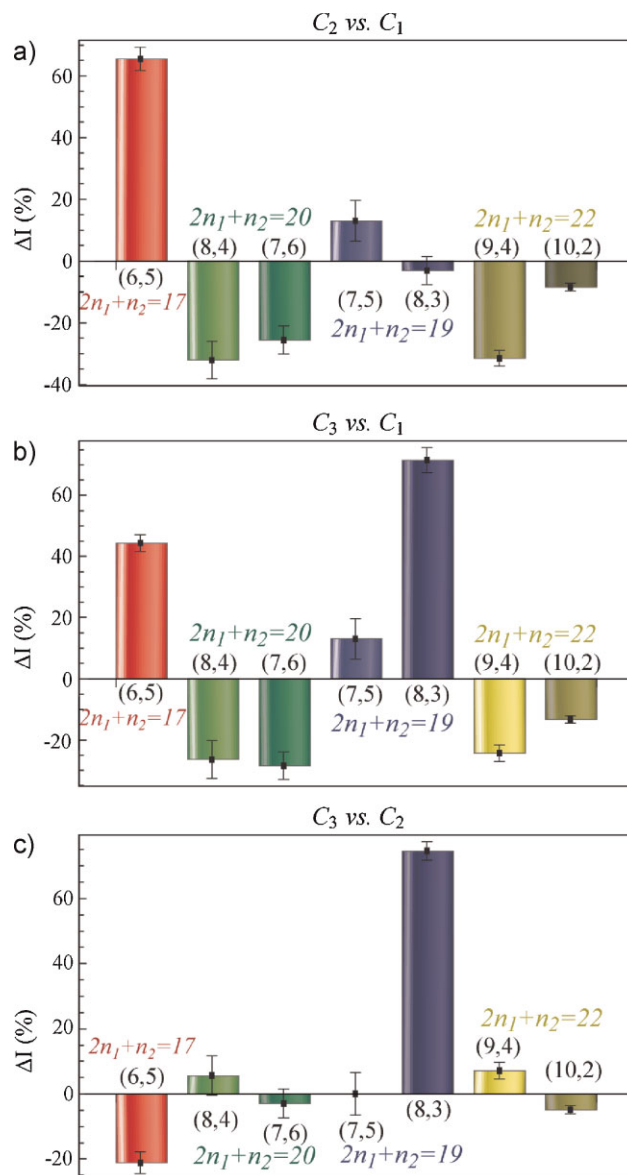 C₂ vs. C₁
a)
60
40
20
0
-20
-40
ΔI (%)
2n₁+n₂=20
2n₁+n₂=22
(8,4) (7,6)
(9,4) (10,2)
(6,5)
2n₁+n₂=17
(7,5) (8,3)
2n₁+n₂=19
C₃ vs. C₁
b)
60
40
20
0
-20
ΔI (%)
2n₁+n₂=20
2n₁+n₂=22
(8,4) (7,6)
(9,4) (10,2)
(6,5)
2n₁+n₂=17
(7,5) (8,3)
2n₁+n₂=19
C₃ vs. C₂
c)
60
40
20
0
-20
ΔI (%)
2n₁+n₂=17
(6,5)
2n₁+n₂=22
(9,4) (10,2)
(8,4) (7,6) (7,5) (8,3)
2n₁+n₂=20 2n₁+n₂=19